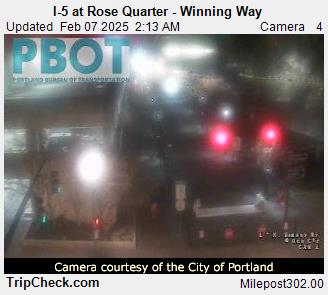 I-5 at Rose Quarter - Winning Way
Updated Feb 07 2025 2:13 AM Camera 4
PBOT
PORTLAND BUREAU OF TRANSPORTATION
Camera courtesy of the City of Portland
TripCheck.com Milepost302.00